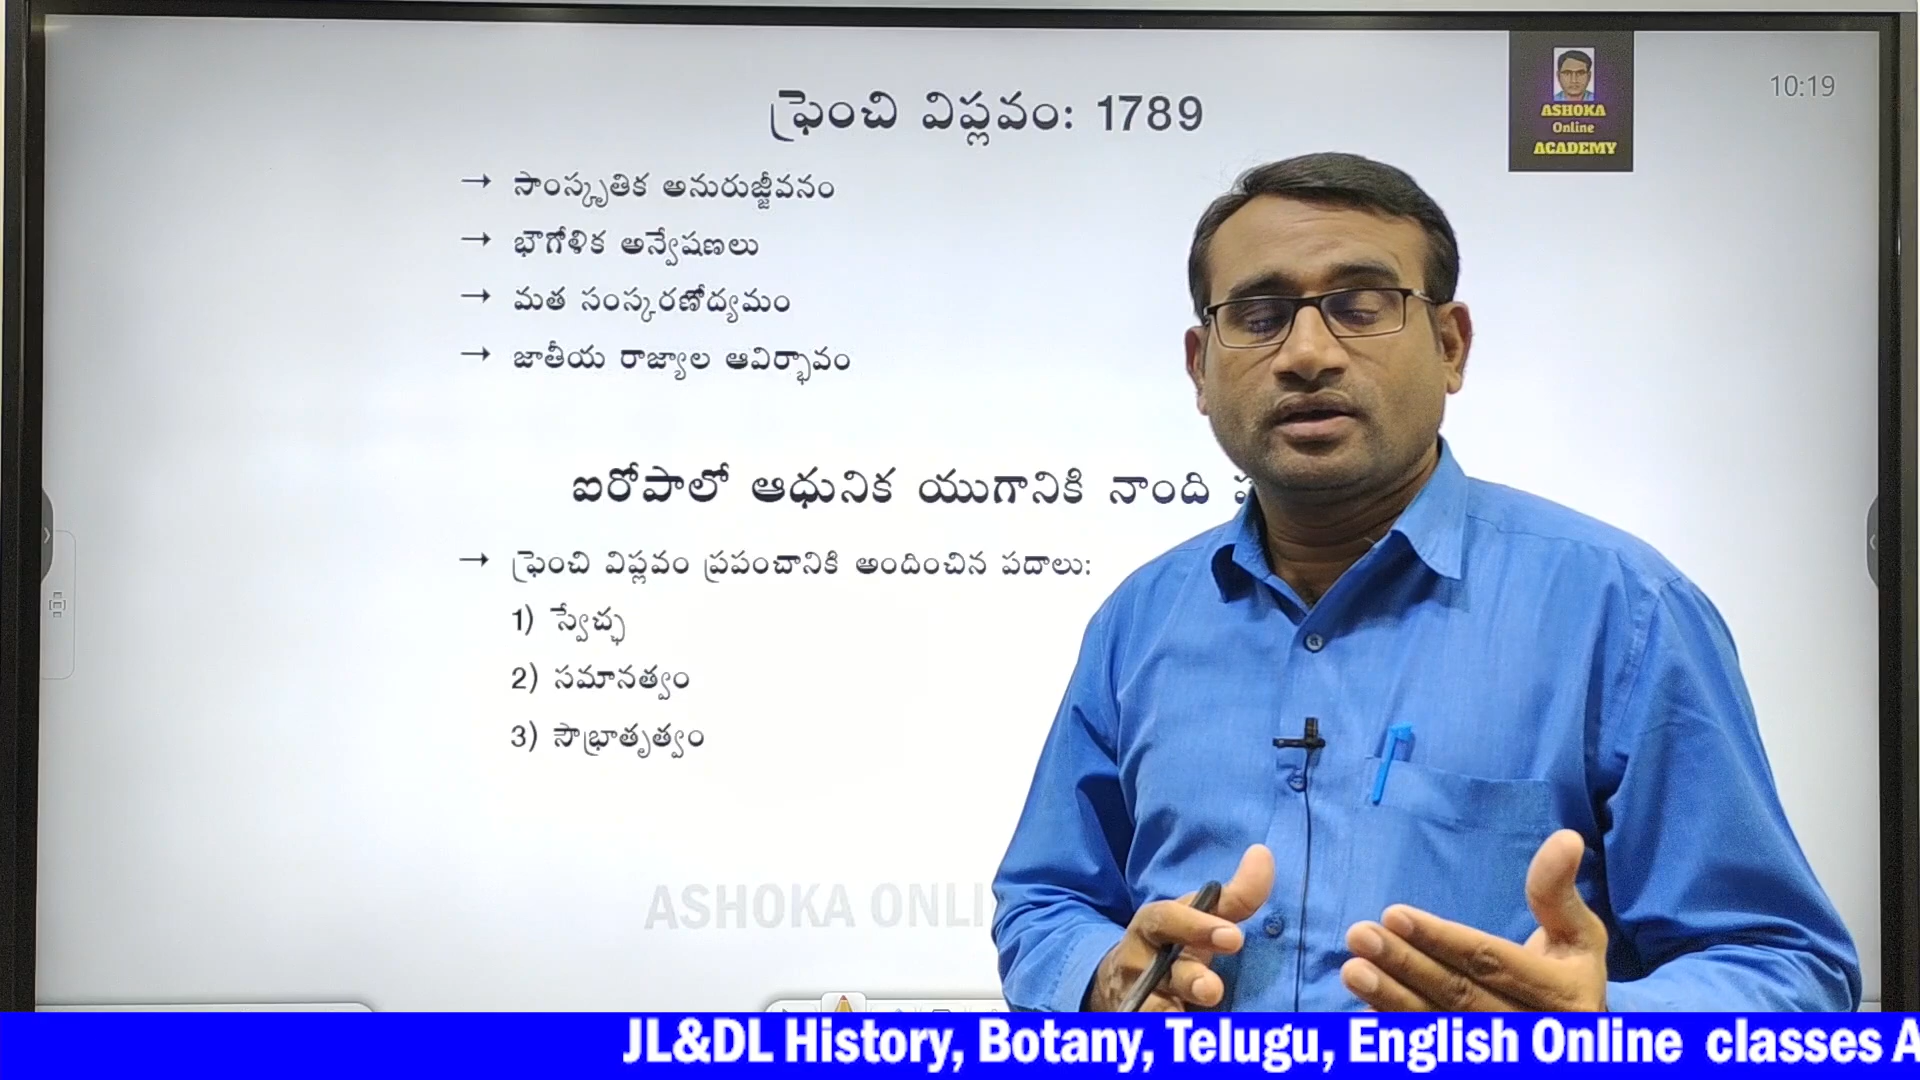 ఫ్రెంచి విప్లవం: 1789
ASHOKA
Online
ACADEMY
10:19
→ సాంస్కృతిక అనురుజ్జీవనం
→ భౌగోళిక అన్వేషణలు
→ మత సంస్కరణోద్యమం
→ జాతీయ రాజ్యాల ఆవిర్భావం
ఐరోపాలో ఆధునిక యుగానికి నాంది
→ ఫ్రెంచి విప్లవం ప్రపంచానికి అందించిన పదాలు:
1) స్వేచ్ఛ
2) సమానత్వం
3) సౌభ్రాతృత్వం
ASHOKA
JL&DL History, Botany, Telugu, English Online classes A